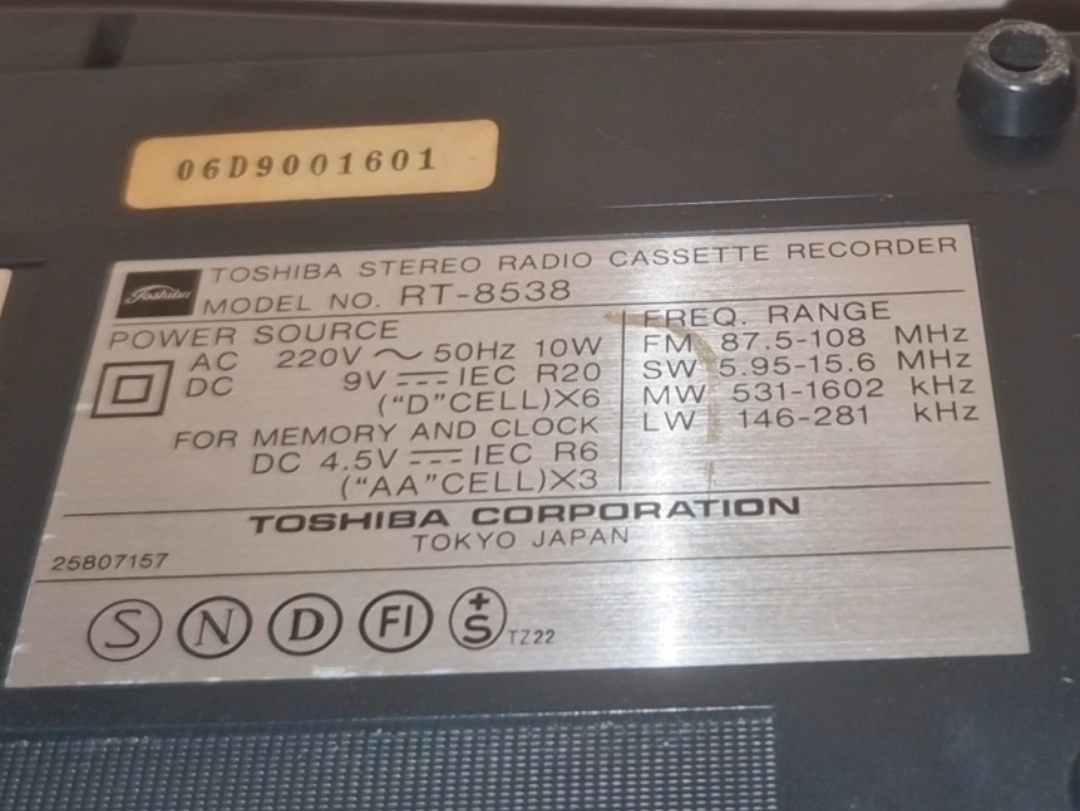 06D9001601
Toshiba TOSHIBA STEREO RADIO CASSETTE RECORDER
MODEL NO. RT-8538
POWER SOURCE
AC 220V ~ 50Hz 10W
DC 9V ⎓ IEC R20
("D"CELL)X6
FOR MEMORY AND CLOCK
DC 4.5V ⎓ IEC R6
("AA"CELL)X3
FREQ. RANGE
FM 87.5-108 MHz
SW 5.95-15.6 MHz
MW 531-1602 kHz
LW 146-281 kHz
TOSHIBA CORPORATION
TOKYO JAPAN
25807157
S N D FI +S TZ22